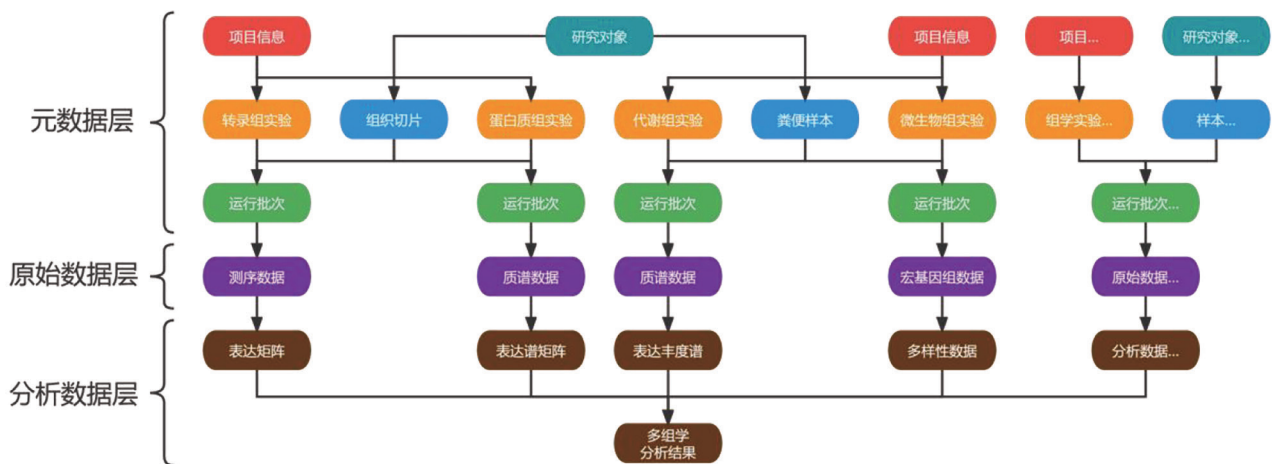 项目信息
研究对象
项目信息
项目...
研究对象...
元数据层
转录组实验
组织切片
蛋白质组实验
代谢组实验
粪便样本
微生物组实验
组学实验...
样本...
运行批次
运行批次
运行批次
运行批次
运行批次...
原始数据层
测序数据
质谱数据
质谱数据
宏基因组数据
原始数据...
分析数据层
表达矩阵
表达谱矩阵
表达丰度谱
多样性数据
分析数据...
多组学
分析结果